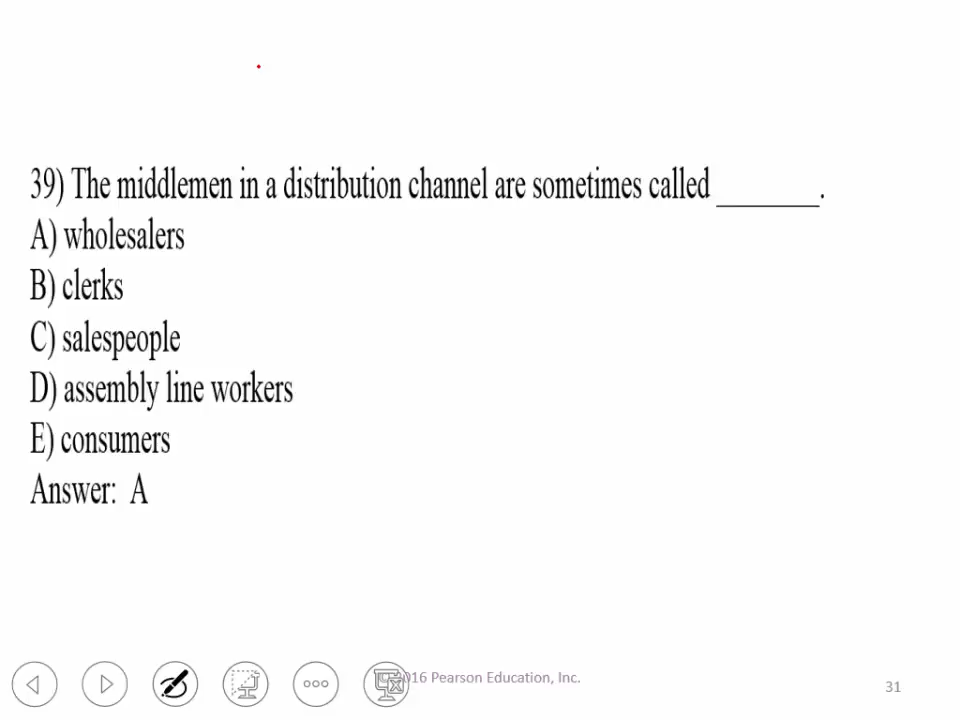 39) The middlemen in a distribution channel are sometimes called _______.
A) wholesalers
B) clerks
C) salespeople
D) assembly line workers
E) consumers
Answer: A
2016 Pearson Education, Inc.
31